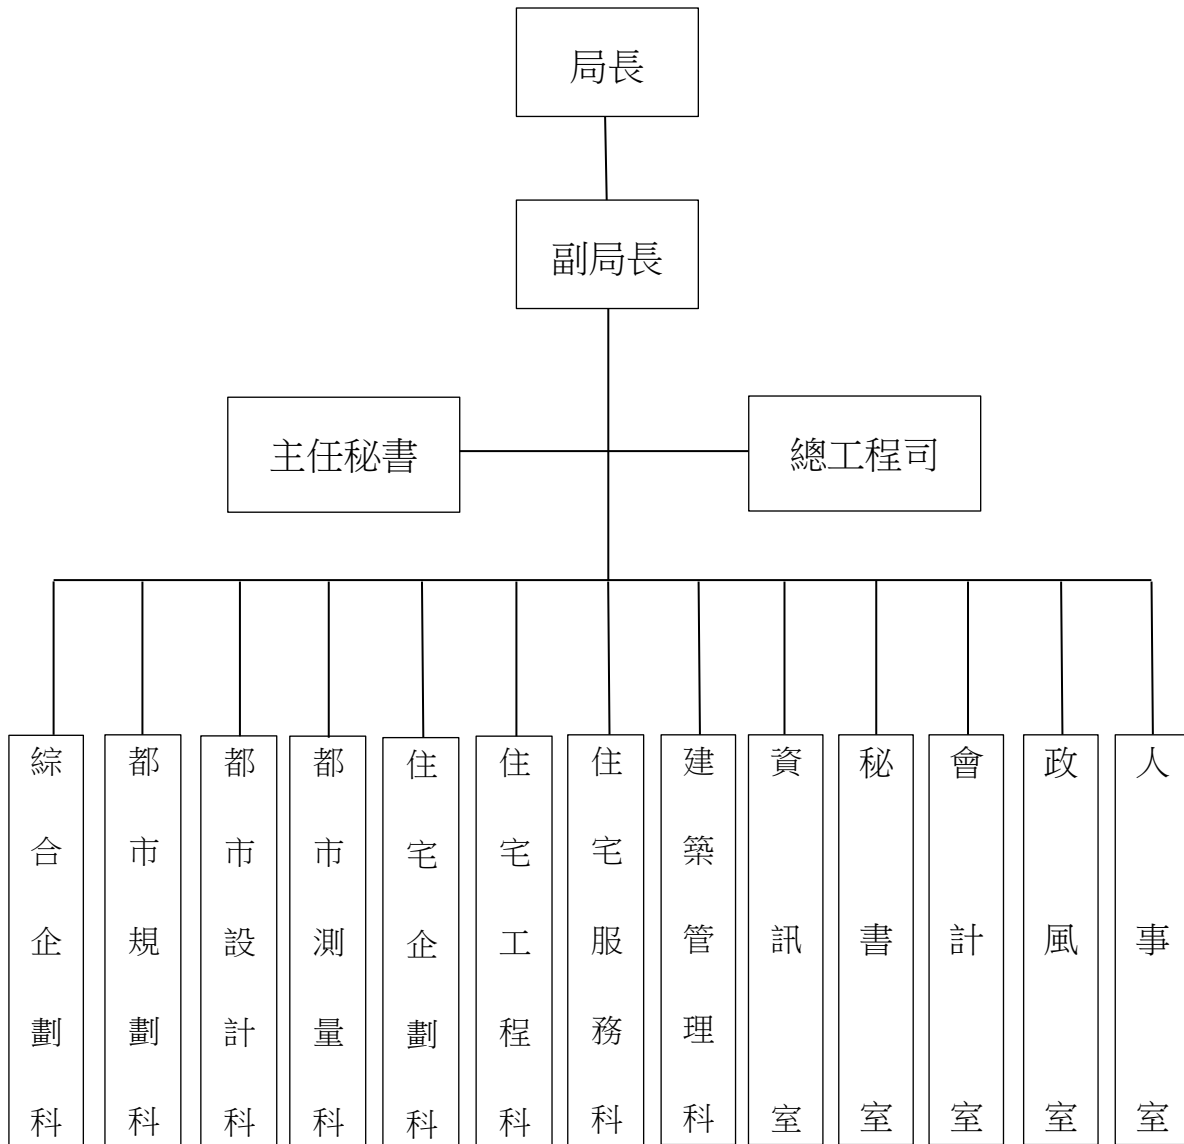 局長
副局長
主任秘書
總工程司
綜合企劃科
都市規劃科
都市設計科
都市測量科
住宅企劃科
住宅工程科
住宅服務科
建築管理科
資訊室
秘書室
會計室
政風室
人事室